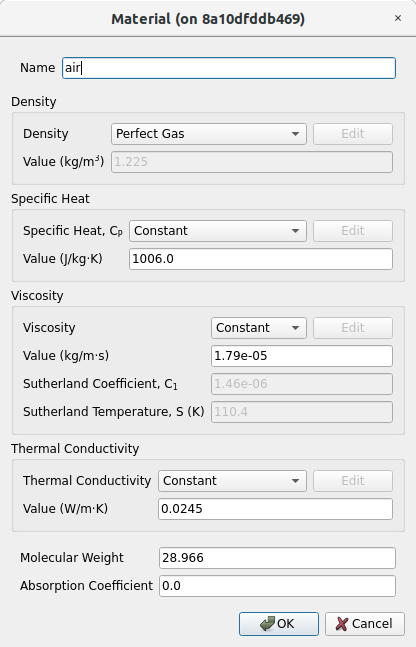 Material (on 8a10dfddb469)
×
Name air
Density
Density Perfect Gas Edit
Value (kg/m³) 1.225
Specific Heat
Specific Heat, Cₚ Constant Edit
Value (J/kg·K) 1006.0
Viscosity
Viscosity Constant Edit
Value (kg/m·s) 1.79e-05
Sutherland Coefficient, C₁ 1.46e-06
Sutherland Temperature, S (K) 110.4
Thermal Conductivity
Thermal Conductivity Constant Edit
Value (W/m·K) 0.0245
Molecular Weight 28.966
Absorption Coefficient 0.0
OK Cancel